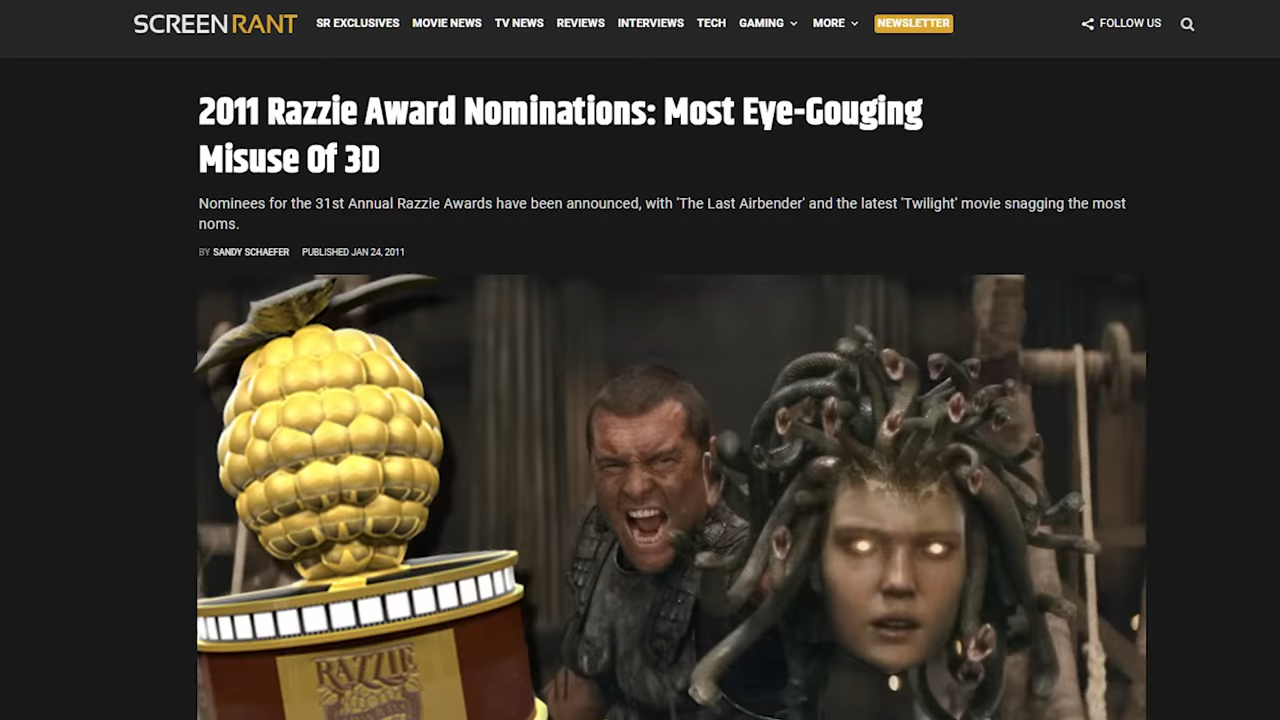 SCREENRANT SR EXCLUSIVES MOVIE NEWS TV NEWS REVIEWS INTERVIEWS TECH GAMING MORE NEWSLETTER FOLLOW US
2011 Razzie Award Nominations: Most Eye-Gouging
Misuse Of 3D
Nominees for the 31st Annual Razzie Awards have been announced, with 'The Last Airbender' and the latest 'Twilight' movie snagging the most
noms.
BY SANDY SCHAEFER PUBLISHED JAN 24, 2011
RAZZIE